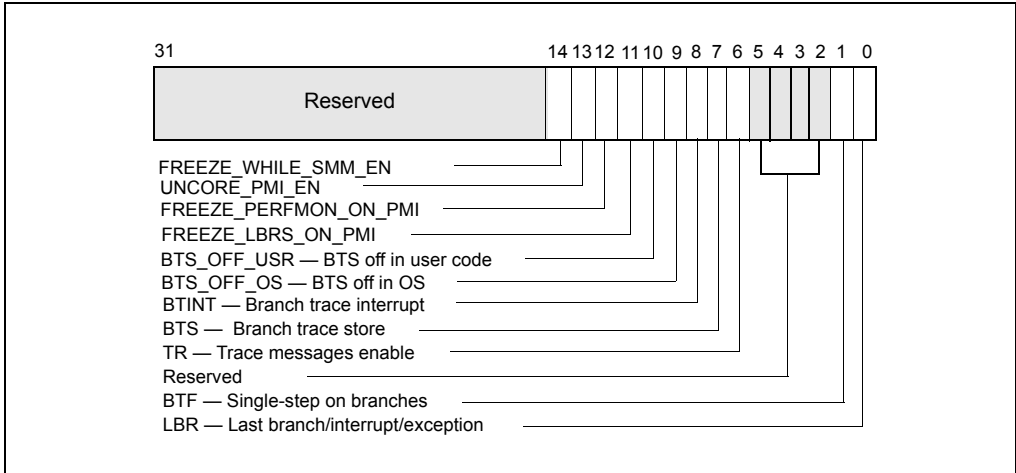 31 14 13 12 11 10 9 8 7 6 5 4 3 2 1 0
Reserved
FREEZE_WHILE_SMM_EN
UNCORE_PMI_EN
FREEZE_PERFMON_ON_PMI
FREEZE_LBRS_ON_PMI
BTS_OFF_USR — BTS off in user code
BTS_OFF_OS — BTS off in OS
BTINT — Branch trace interrupt
BTS — Branch trace store
TR — Trace messages enable
Reserved
BTF — Single-step on branches
LBR — Last branch/interrupt/exception